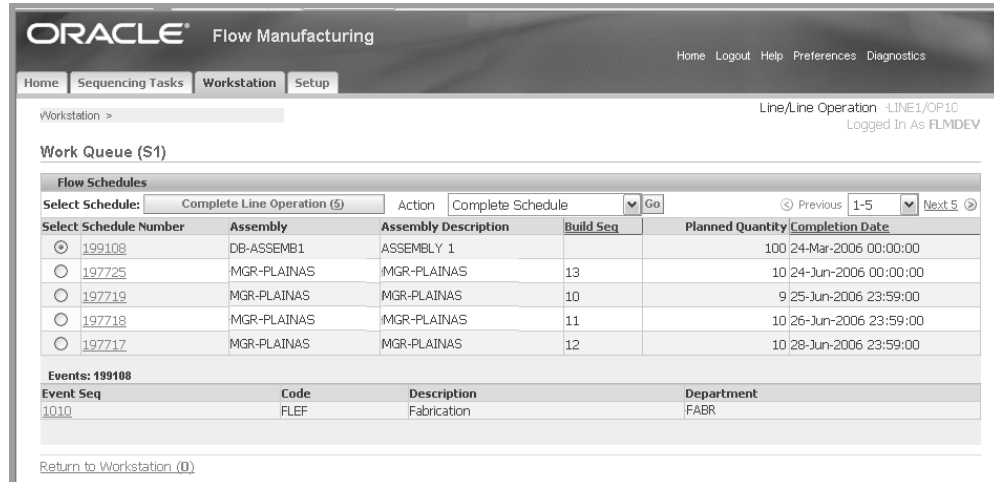 ORACLE® Flow Manufacturing
Home Logout Help Preferences Diagnostics
Home Sequencing Tasks Workstation Setup
Workstation >
Line/Line Operation -LINE1/OP10
Logged In As FLMDEV
Work Queue (S1)
Flow Schedules
Select Schedule: Complete Line Operation (5) Action Complete Schedule Go Previous 1-5 Next 5
Select Schedule Number Assembly Assembly Description Build Seq Planned Quantity Completion Date
199108 DB-ASSEMB1 ASSEMBLY 1 100 24-Mar-2006 00:00:00
197725 MGR-PLAINAS MGR-PLAINAS 13 10 24-Jun-2006 00:00:00
197719 MGR-PLAINAS MGR-PLAINAS 10 9 25-Jun-2006 23:59:00
197718 MGR-PLAINAS MGR-PLAINAS 11 10 26-Jun-2006 23:59:00
197717 MGR-PLAINAS MGR-PLAINAS 12 10 28-Jun-2006 23:59:00
Events: 199108
Event Seq Code Description Department
1010 FLEF Fabrication FABR
Return to Workstation (0)